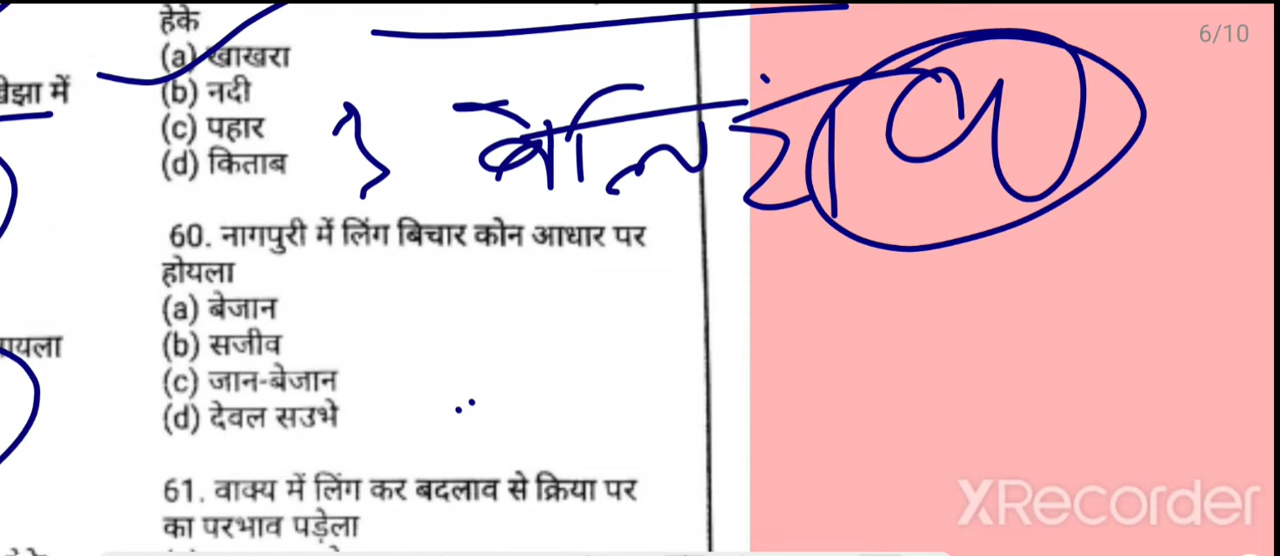 हेके
(a) खाखरा
(b) नदी
(c) पहार
(d) किताब
में
60. नागपुरी में लिंग बिचार कोन आधार पर
होयला
(a) बेजान
(b) सजीव
(c) जान-बेजान
(d) देवल सउभे
61. वाक्य में लिंग कर बदलाव से क्रिया पर
का परभाव पड़ेला
6/10
XRecorder